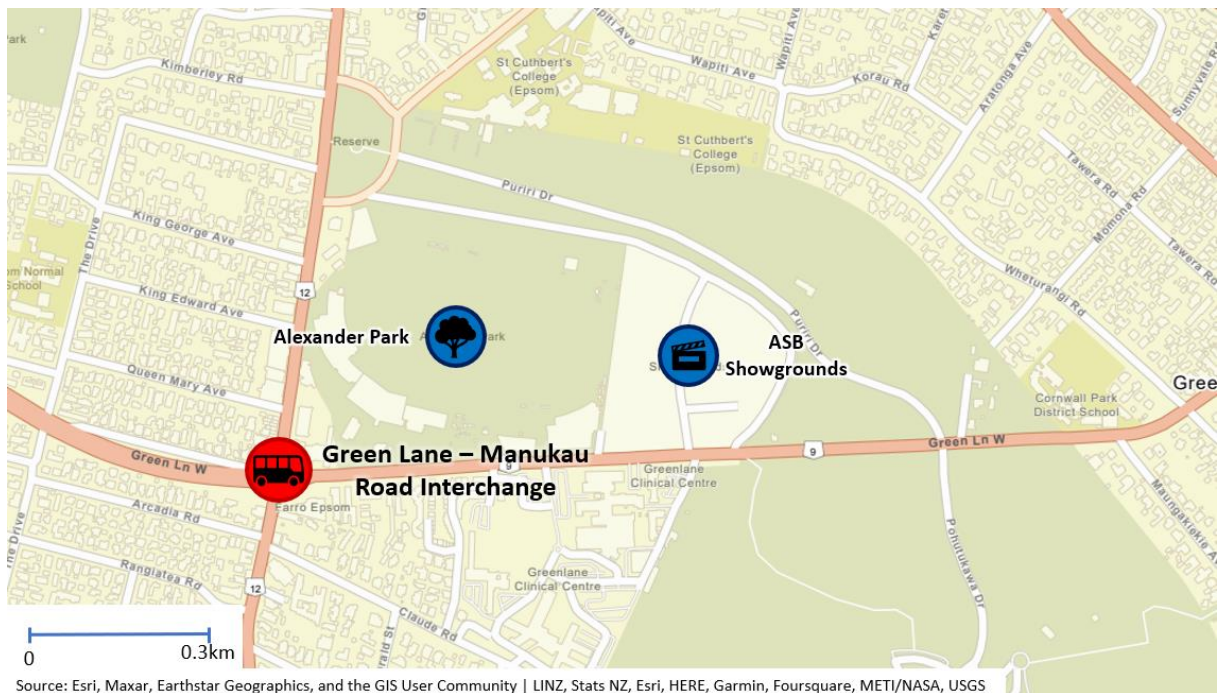 Park
Kimberley Rd
St Cuthbert's
College
(Epsom)
Wapiti Ave
Wapiti Ave
Korau Rd
Aratonga Ave
Sunnyvale Rd
Reserve
St Cuthbert's
College
(Epsom)
Puriri Dr
Tawera Rd
Momona Rd
Tawera Rd
King George Ave
The Drive
Normal
School
King Edward Ave
12
Wheturangi Rd
Puriri Dr
Alexander Park
ASB
Showgrounds
Queen Mary Ave
Cornwall Park
District School
Green Ln W
Green Ln W
Green Lane – Manukau
Road Interchange
9
9
Greenlane
Clinical Centre
Farro Epsom
Arcadia Rd
The Drive
Rangiatea Rd
12
Greenlane
Clinical Centre
Claude Rd
Pohutukawa Dr
Maungakiekie Ave
0
0.3km
Source: Esri, Maxar, Earthstar Geographics, and the GIS User Community | LINZ, Stats NZ, Esri, HERE, Garmin, Foursquare, METI/NASA, USGS